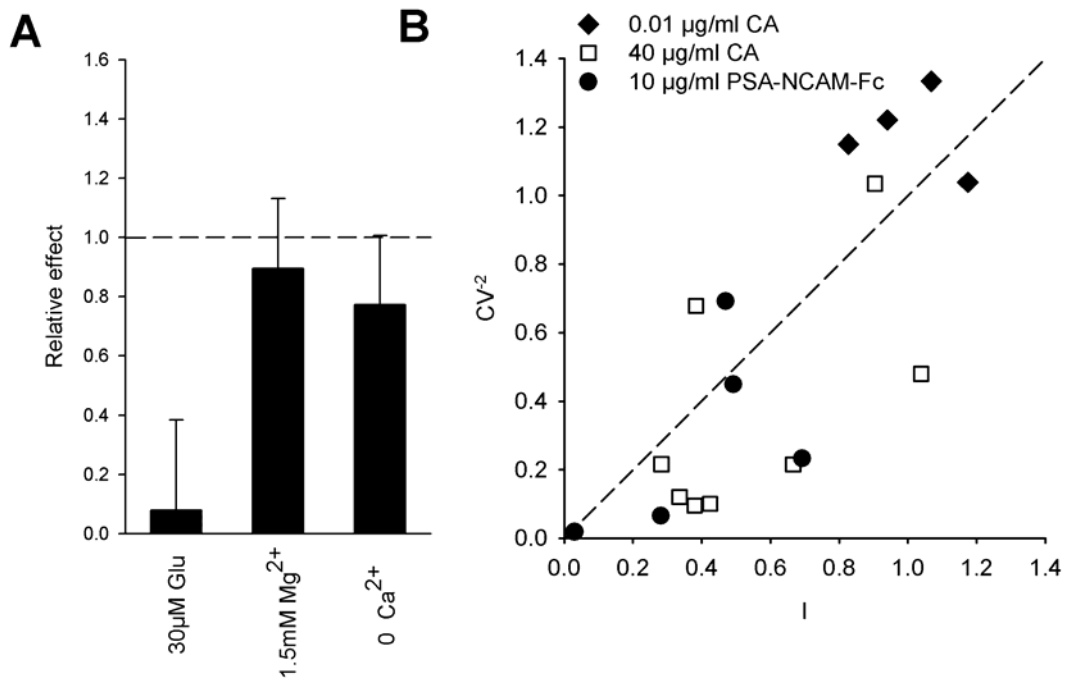 A
Relative effect
1.6
1.4
1.2
1.0
0.8
0.6
0.4
0.2
0.0
30µM Glu
1.5mM Mg2+
0 Ca2+
B
0.01 µg/ml CA
40 µg/ml CA
10 µg/ml PSA-NCAM-Fc
CV-2
1.4
1.2
1.0
0.8
0.6
0.4
0.2
0.0
0.0 0.2 0.4 0.6 0.8 1.0 1.2 1.4
I